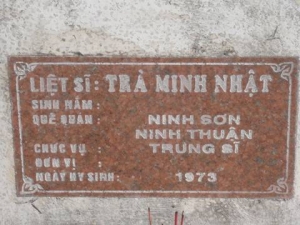 LIỆT SĨ: TRÀ MINH NHẬT
SINH NĂM :
QUÊ QUÁN : NINH SƠN
NINH THUẬN
CHỨC VỤ : TRUNG SĨ
ĐƠN VỊ :
NGÀY HY SINH: 1973